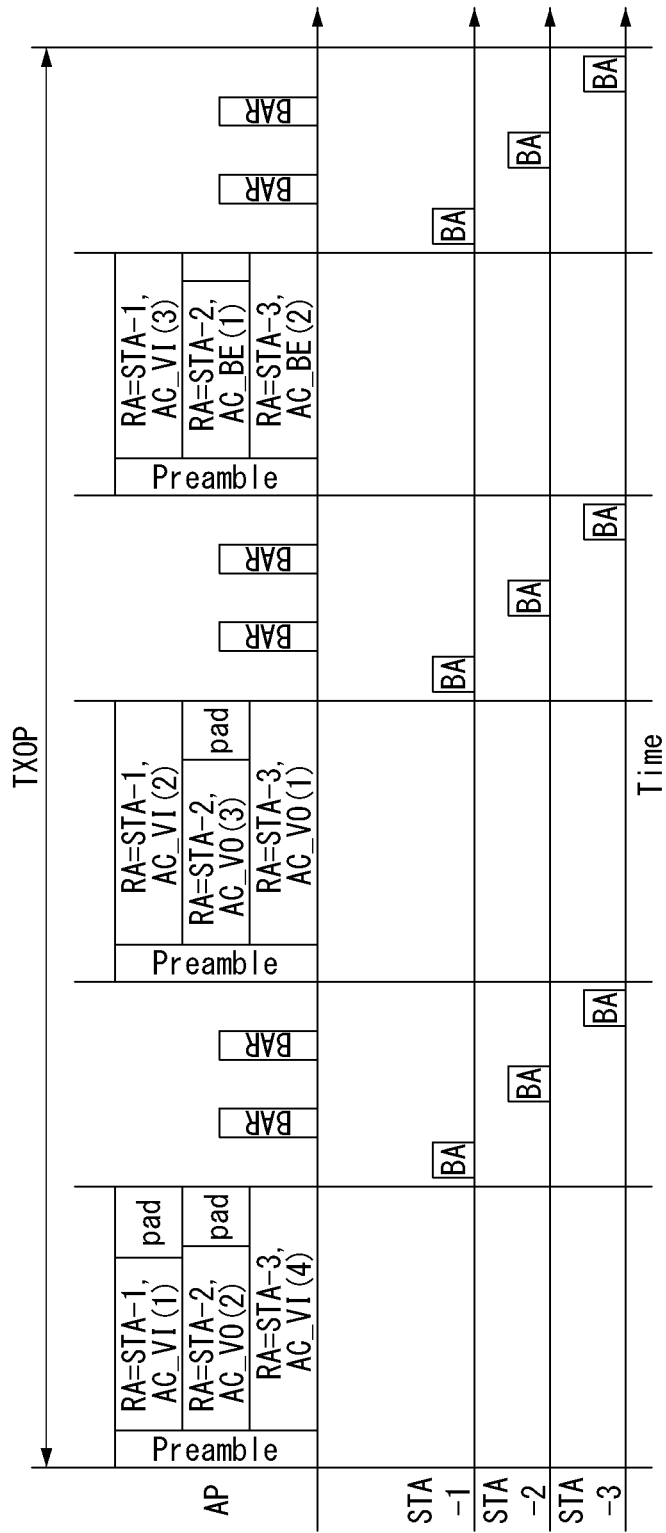 TXOP
AP
Preamble
RA=STA-1,
AC_VI(1)
pad
RA=STA-2,
AC_VO(2)
pad
RA=STA-3,
AC_VI(4)
BAR
BAR
Preamble
RA=STA-1,
AC_VI(2)
RA=STA-2,
AC_VO(3)
pad
RA=STA-3,
AC_VO(1)
BAR
BAR
Preamble
RA=STA-1,
AC_VI(3)
RA=STA-2,
AC_BE(1)
RA=STA-3,
AC_BE(2)
BAR
BAR
STA
-1
BA
BA
BA
STA
-2
BA
BA
BA
STA
-3
BA
BA
BA
Time